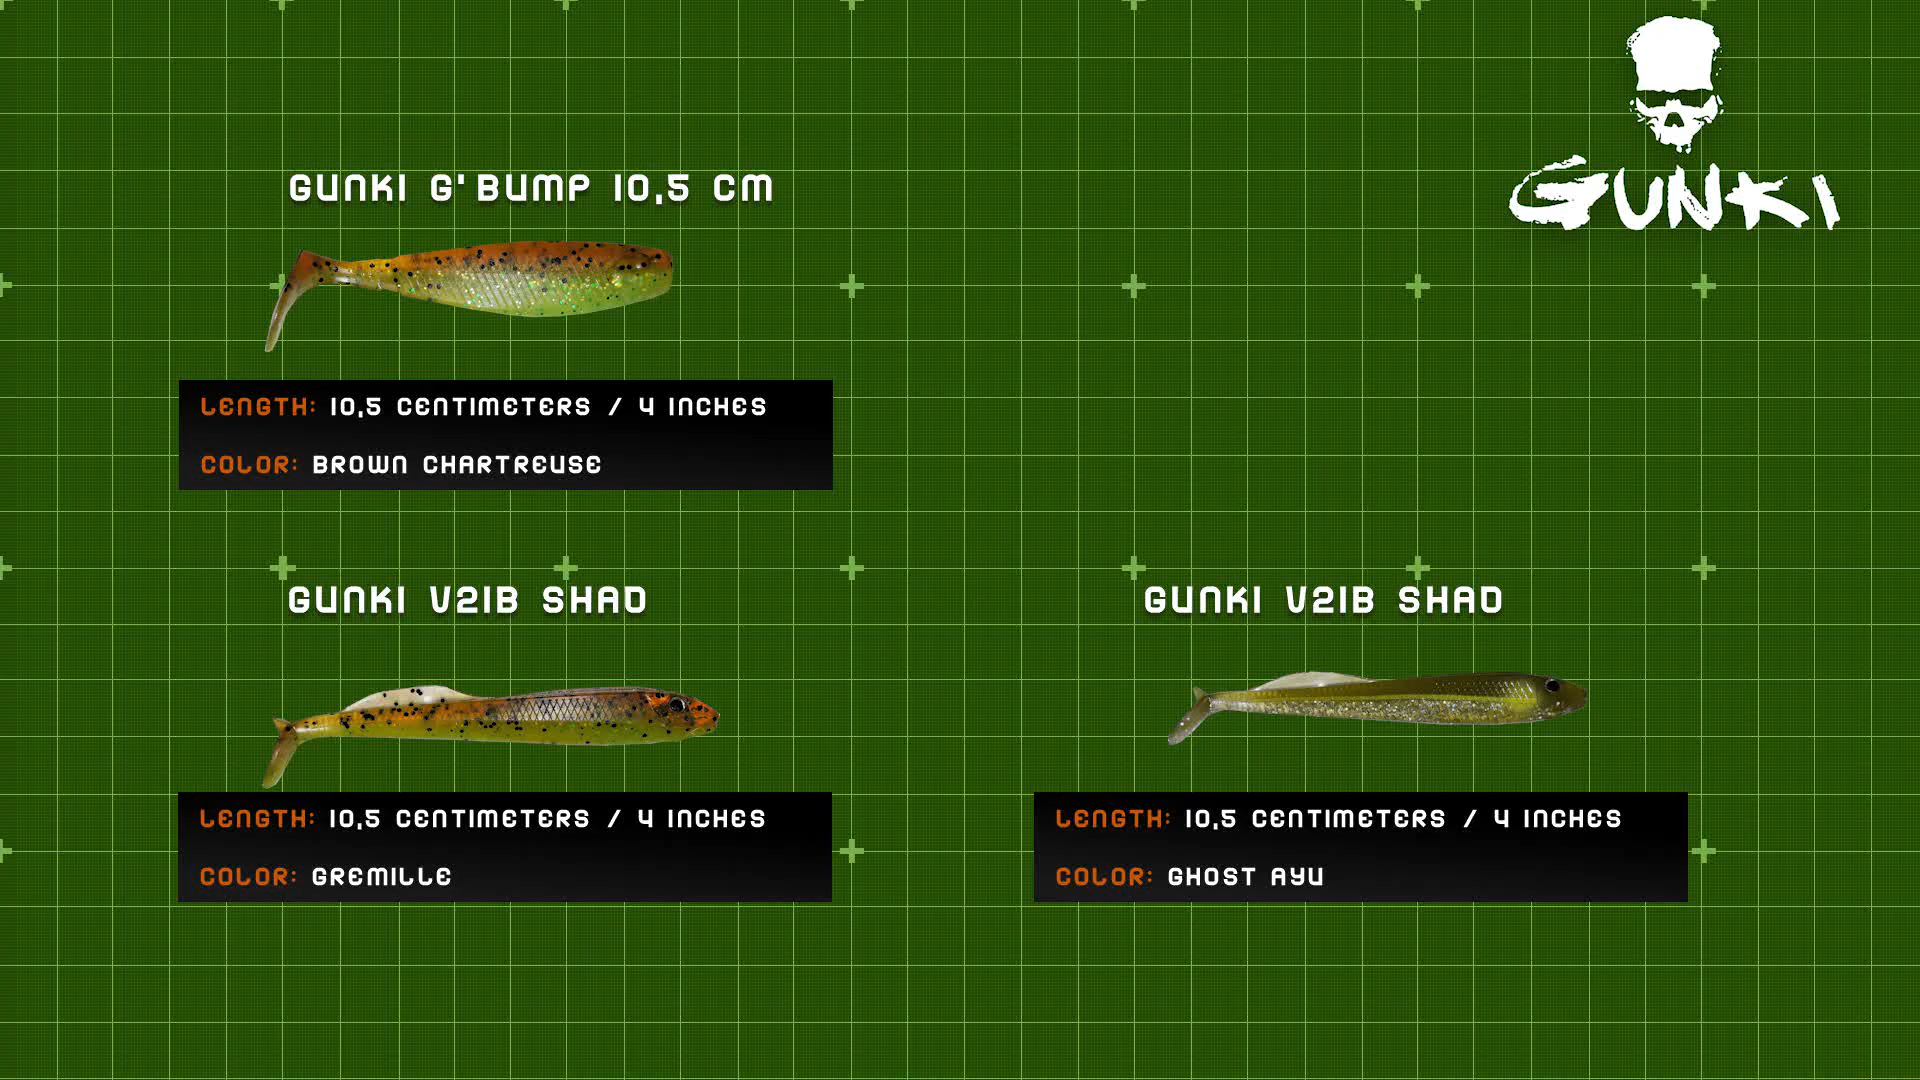 GUNKI
GUNKI G'BUMP 10,5 CM
LENGTH: 10,5 CENTIMETERS / 4 INCHES
COLOR: BROWN CHARTREUSE
GUNKI V2IB SHAD
LENGTH: 10,5 CENTIMETERS / 4 INCHES
COLOR: GREMILLE
GUNKI V2IB SHAD
LENGTH: 10,5 CENTIMETERS / 4 INCHES
COLOR: GHOST AYU